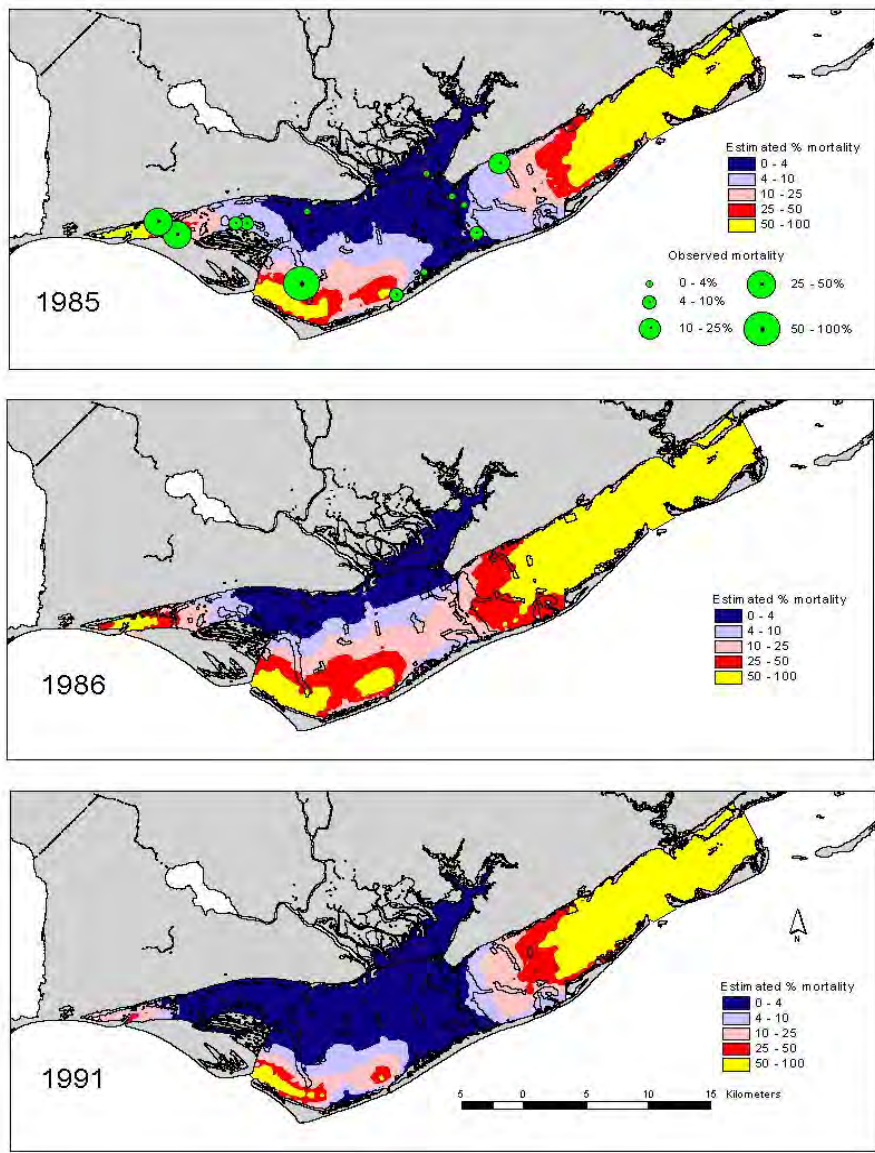 Estimated % mortality
0 - 4
4 - 10
10 - 25
25 - 50
50 - 100
Observed mortality
0 - 4%
25 - 50%
4 - 10%
10 - 25%
50 - 100%
1985
Estimated % mortality
0 - 4
4 - 10
10 - 25
25 - 50
50 - 100
1986
N
Estimated % mortality
0 - 4
4 - 10
10 - 25
25 - 50
50 - 100
1991
5 0 5 10 15 Kilometers